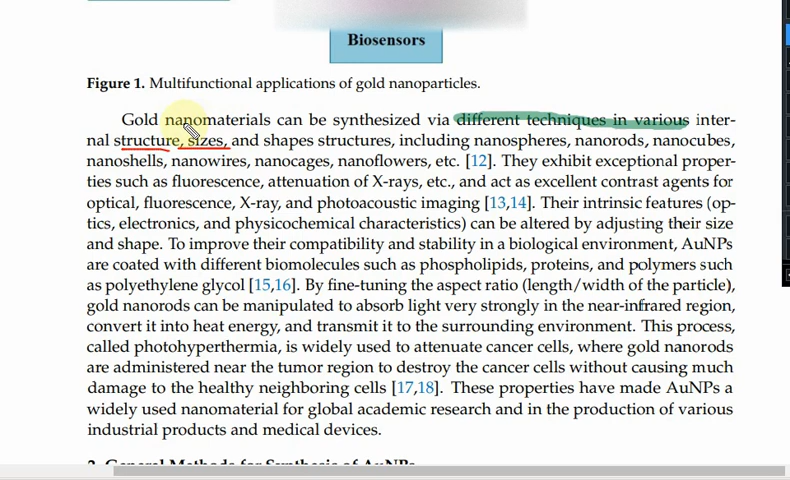 Biosensors
Figure 1. Multifunctional applications of gold nanoparticles.
Gold nanomaterials can be synthesized via different techniques in various inter-
nal structure, sizes, and shapes structures, including nanospheres, nanorods, nanocubes,
nanoshells, nanowires, nanocages, nanoflowers, etc. [12]. They exhibit exceptional proper-
ties such as fluorescence, attenuation of X-rays, etc., and act as excellent contrast agents for
optical, fluorescence, X-ray, and photoacoustic imaging [13,14]. Their intrinsic features (op-
tics, electronics, and physicochemical characteristics) can be altered by adjusting their size
and shape. To improve their compatibility and stability in a biological environment, AuNPs
are coated with different biomolecules such as phospholipids, proteins, and polymers such
as polyethylene glycol [15,16]. By fine-tuning the aspect ratio (length/width of the particle),
gold nanorods can be manipulated to absorb light very strongly in the near-infrared region,
convert it into heat energy, and transmit it to the surrounding environment. This process,
called photohyperthermia, is widely used to attenuate cancer cells, where gold nanorods
are administered near the tumor region to destroy the cancer cells without causing much
damage to the healthy neighboring cells [17,18]. These properties have made AuNPs a
widely used nanomaterial for global academic research and in the production of various
industrial products and medical devices.
2. General Methods for Synthesis of AuNPs